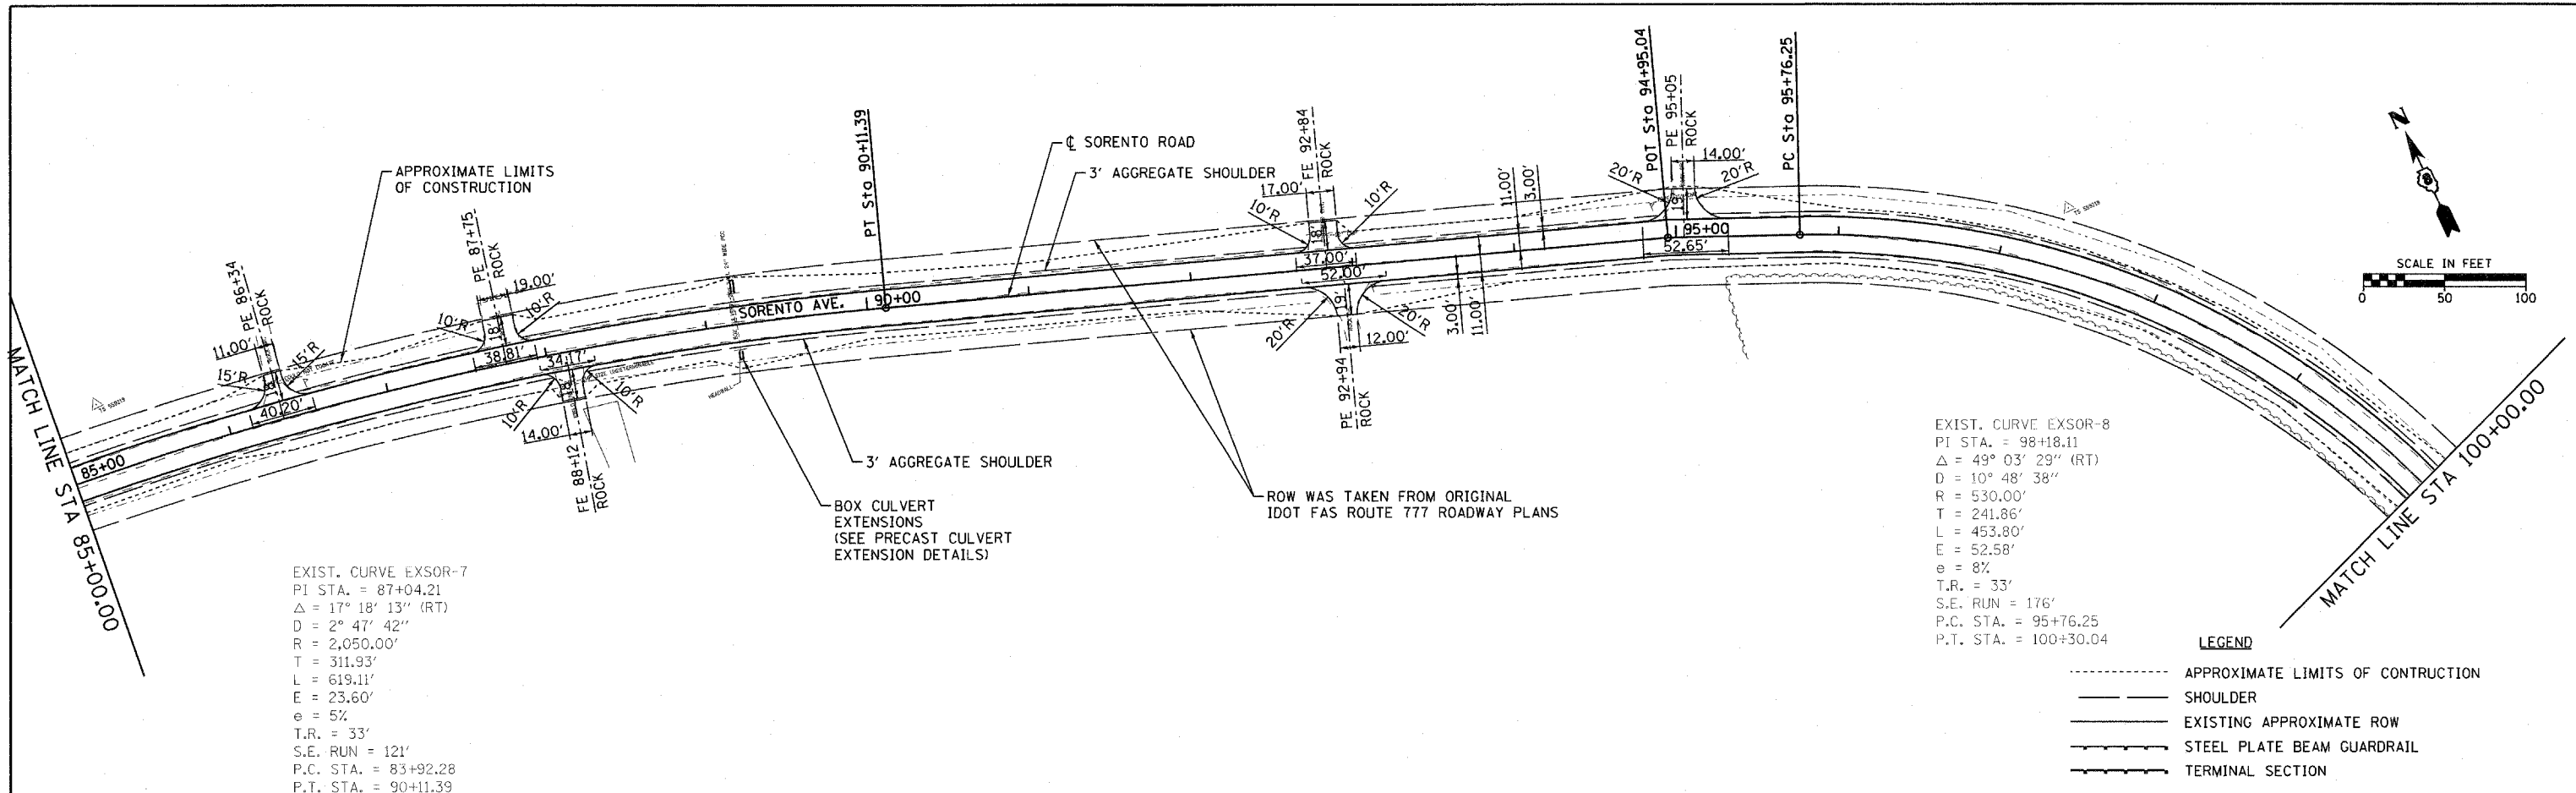 MATCH LINE STA 85+00.00
85+00
TS 559219
11.00'
PE 86+34
ROCK
15'R
15'R
18'
40.20'
APPROXIMATE LIMITS
OF CONSTRUCTION
PE 87+75
ROCK
19.00'
10'R
10'R
18'
38.81'
34.17'
18'
10'R
10'R
14.00'
FE 88+12
ROCK
HEADWALL
SORENTO AVE.
90+00
PT Sta 90+11.39
℄ SORENTO ROAD
3' AGGREGATE SHOULDER
3' AGGREGATE SHOULDER
BOX CULVERT
EXTENSIONS
(SEE PRECAST CULVERT
EXTENSION DETAILS)
FE 92+84
ROCK
17.00'
10'R
10'R
18'
37.00'
52.00'
19'
20'R
20'R
12.00'
PE 92+94
ROCK
11.00'
3.00'
3.00'
11.00'
ROW WAS TAKEN FROM ORIGINAL
IDOT FAS ROUTE 777 ROADWAY PLANS
POT Sta 94+95.04
PE 95+05
ROCK
14.00'
20'R
20'R
19'
95+00
52.65'
PC Sta 95+76.25
TS 559218
N
8
SCALE IN FEET
0 50 100
MATCH LINE STA 100+00.00
EXIST. CURVE EXSOR-7
PI STA. = 87+04.21
△ = 17° 18' 13" (RT)
D = 2° 47' 42"
R = 2,050.00'
T = 311.93'
L = 619.11'
E = 23.60'
e = 5%
T.R. = 33'
S.E. RUN = 121'
P.C. STA. = 83+92.28
P.T. STA. = 90+11.39
EXIST. CURVE EXSOR-8
PI STA. = 98+18.11
△ = 49° 03' 29" (RT)
D = 10° 48' 38"
R = 530.00'
T = 241.86'
L = 453.80'
E = 52.58'
e = 8%
T.R. = 33'
S.E. RUN = 176'
P.C. STA. = 95+76.25
P.T. STA. = 100+30.04
LEGEND
APPROXIMATE LIMITS OF CONTRUCTION
SHOULDER
EXISTING APPROXIMATE ROW
STEEL PLATE BEAM GUARDRAIL
TERMINAL SECTION